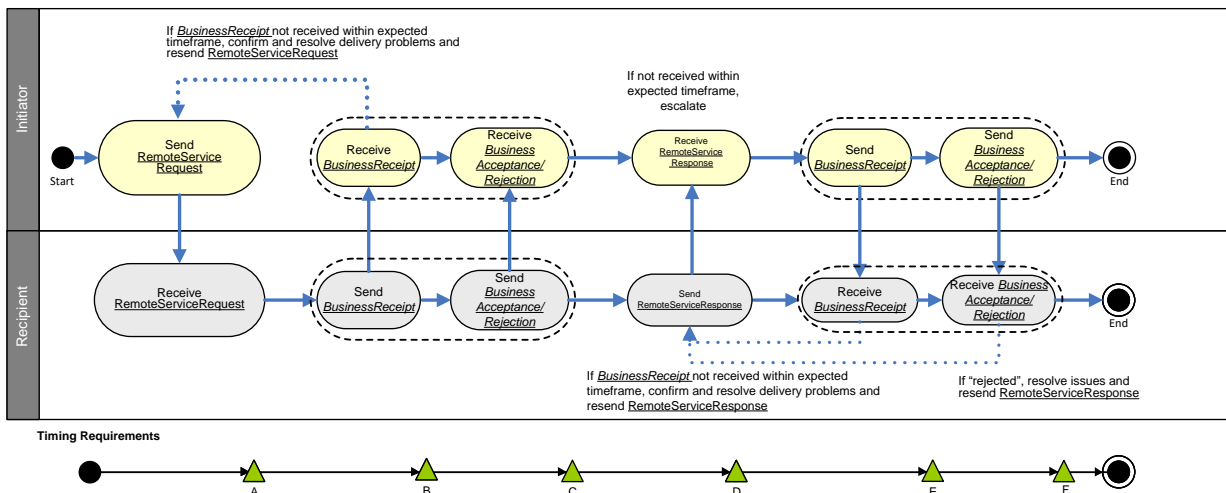 Initiator
If BusinessReceipt not received within expected
timeframe, confirm and resolve delivery problems and
resend RemoteServiceRequest
If not received within
expected timeframe,
escalate
Start
Send
RemoteService
Request
Receive
BusinessReceipt
Receive
Business
Acceptance/
Rejection
Receive
RemoteService
Response
Send
BusinessReceipt
Send
Business
Acceptance/
Rejection
End
Recipient
Receive
RemoteServiceRequest
Send
BusinessReceipt
Send
Business
Acceptance/
Rejection
Send
RemoteServiceResponse
Receive
BusinessReceipt
Receive Business
Acceptance/
Rejection
End
If BusinessReceipt not received within expected
timeframe, confirm and resolve delivery problems and
resend RemoteServiceResponse
If “rejected”, resolve issues and
resend RemoteServiceResponse
Timing Requirements
A
B
C
D
E
F